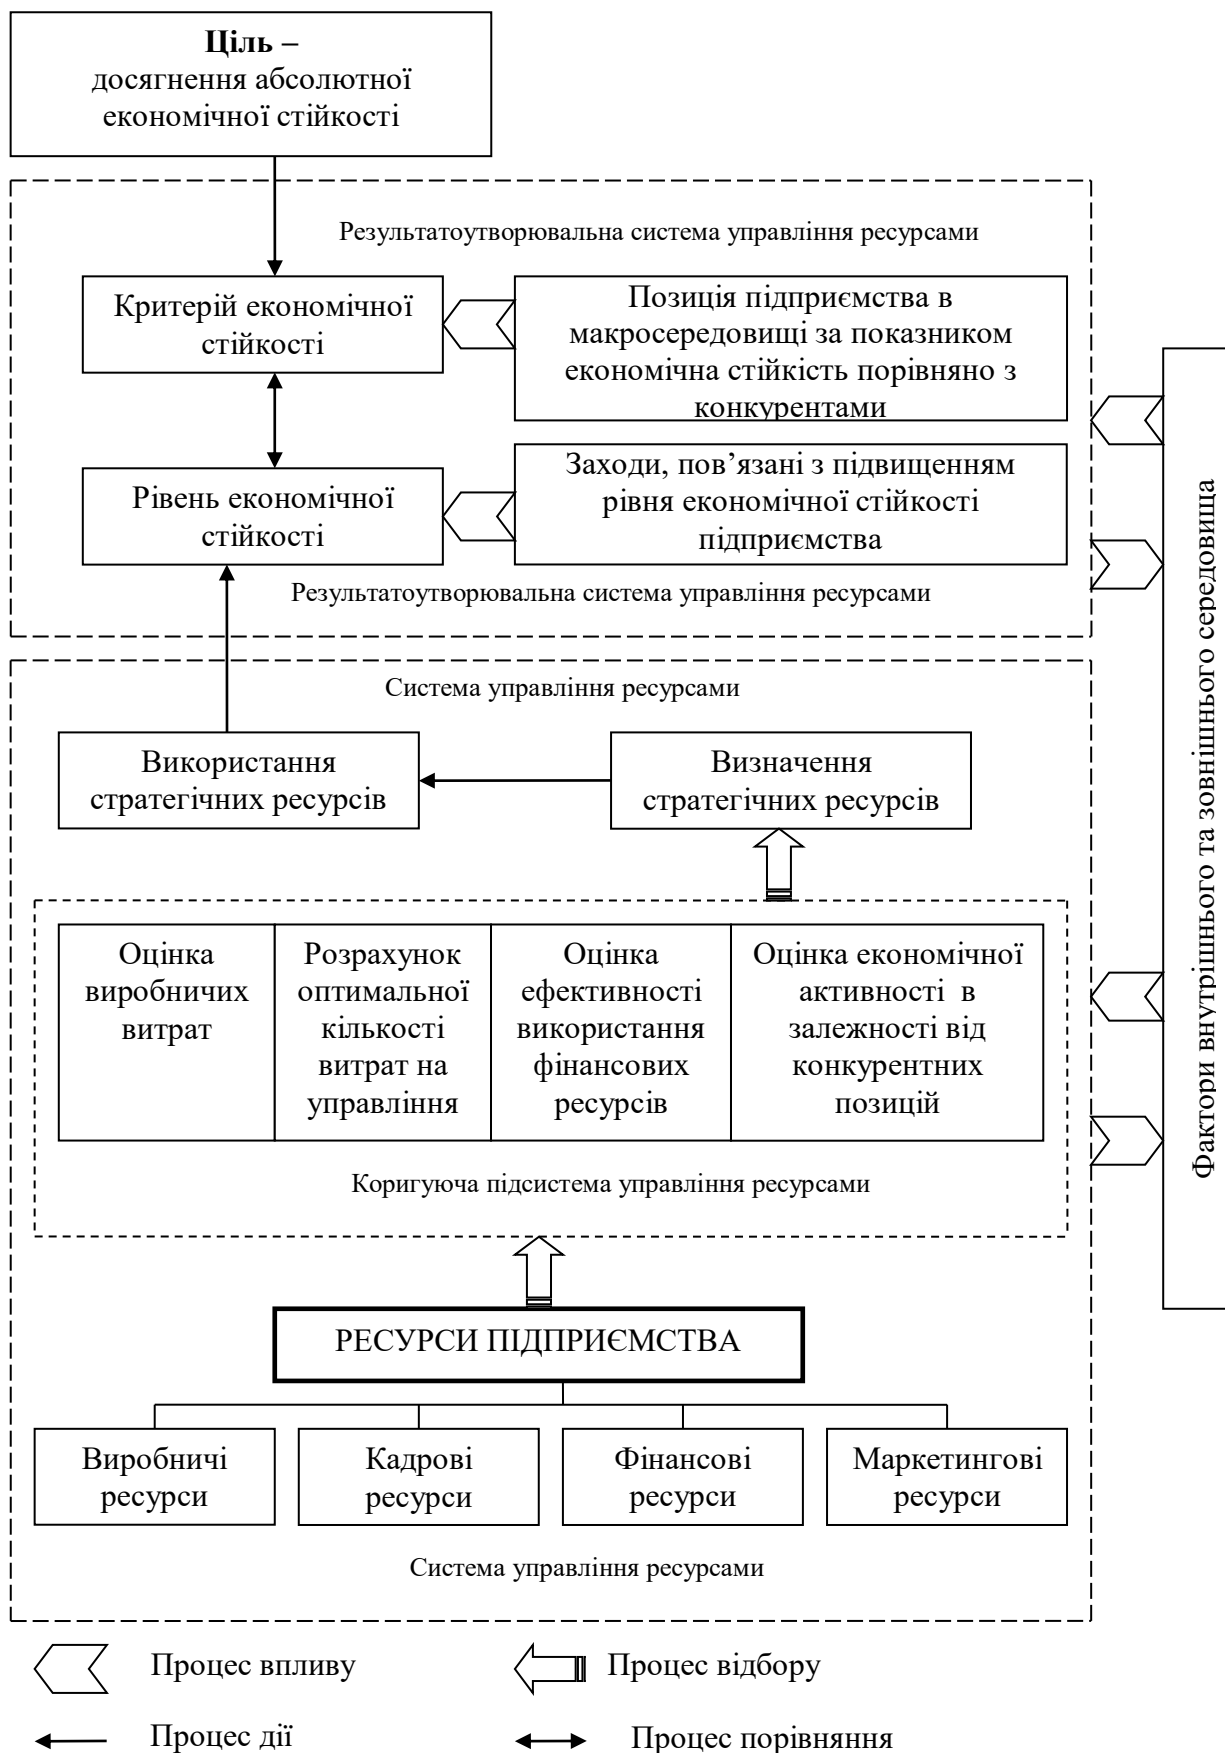 Ціль –
досягнення абсолютної
економічної стійкості
Результатоутворювальна система управління ресурсами
Критерій економічної
стійкості
Позиція підприємства в
макросередовищі за показником
економічна стійкість порівняно з
конкурентами
Рівень економічної
стійкості
Заходи, пов’язані з підвищенням
рівня економічної стійкості
підприємства
Результатоутворювальна система управління ресурсами
Фактори внутрішнього та зовнішнього середовища
Система управління ресурсами
Використання
стратегічних ресурсів
Визначення
стратегічних ресурсів
Оцінка
виробничих
витрат
Розрахунок
оптимальної
кількості
витрат на
управління
Оцінка
ефективності
використання
фінансових
ресурсів
Оцінка економічної
активності в
залежності від
конкурентних
позицій
Коригуюча підсистема управління ресурсами
РЕСУРСИ ПІДПРИЄМСТВА
Виробничі
ресурси
Кадрові
ресурси
Фінансові
ресурси
Маркетингові
ресурси
Система управління ресурсами
Процес впливу
Процес відбору
Процес дії
Процес порівняння